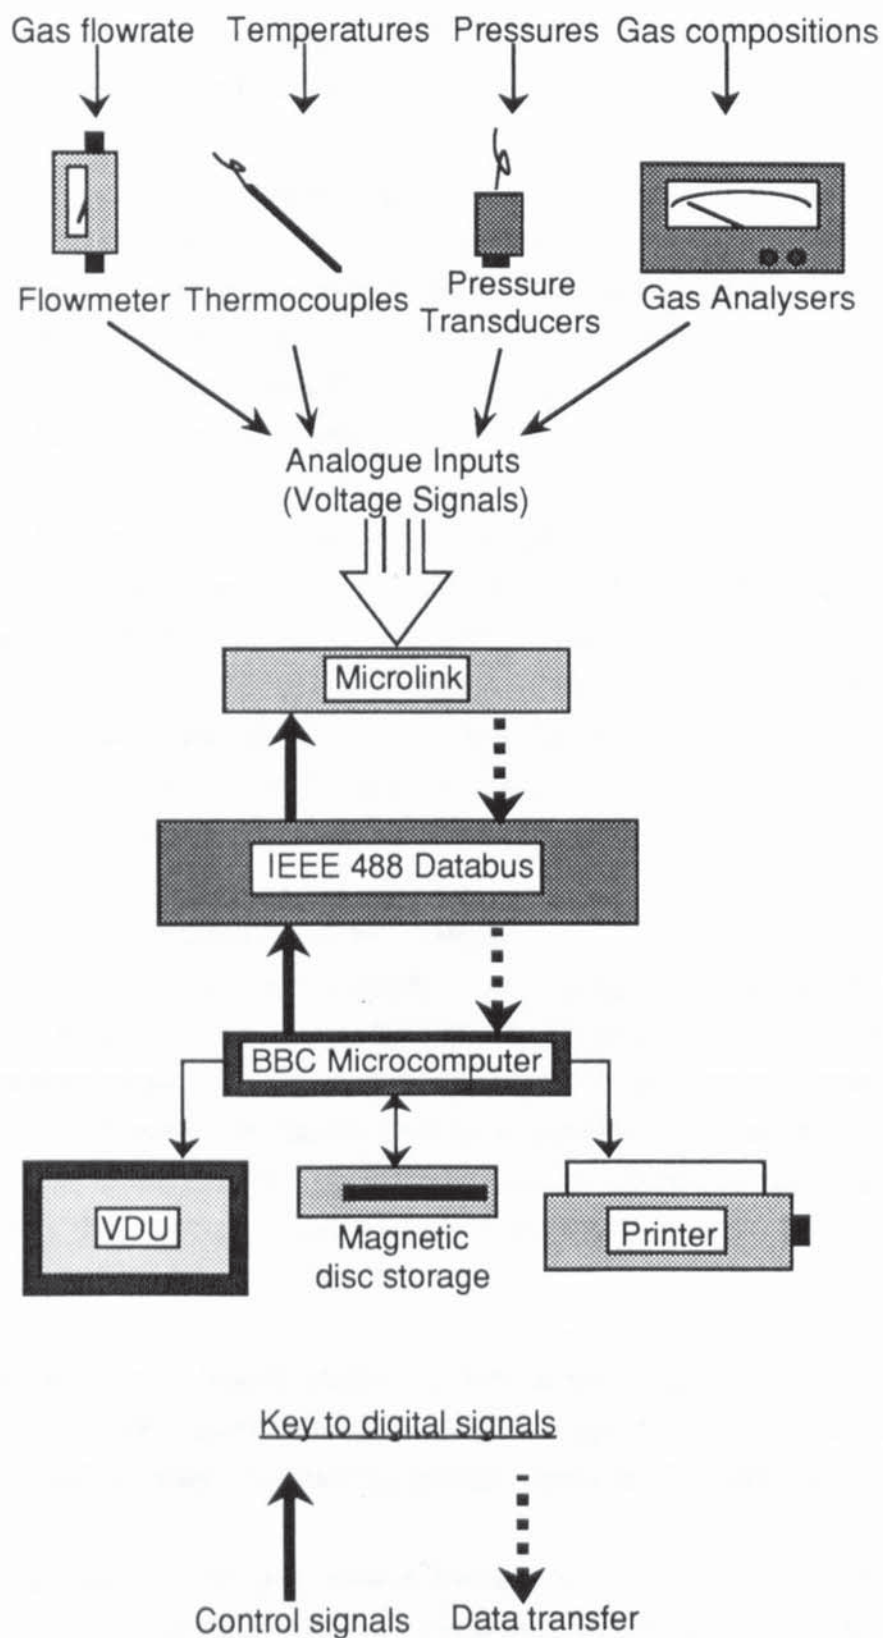 Gas flowrate Temperatures Pressures Gas compositions
Flowmeter Thermocouples Pressure Transducers Gas Analysers
Analogue Inputs
(Voltage Signals)
Microlink
IEEE 488 Databus
BBC Microcomputer
VDU
Magnetic
disc storage
Printer
Key to digital signals
Control signals Data transfer